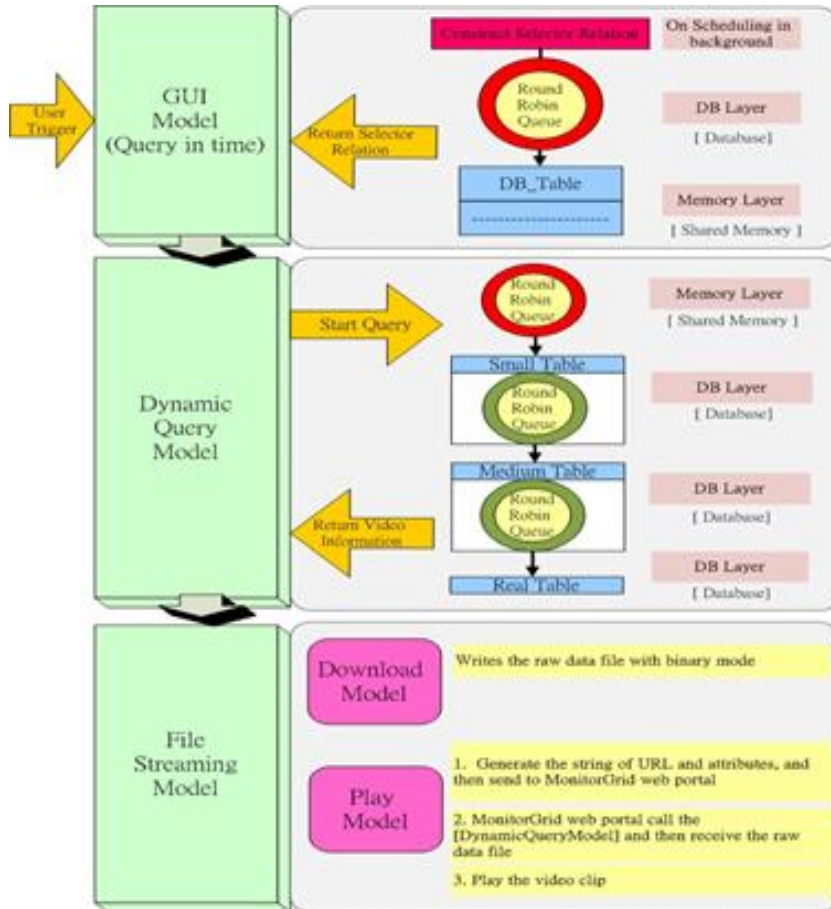 Construct Selector Relation
On Scheduling in
background
User
Trigger
GUI
Model
(Query in time)
Return Selector
Relation
Round
Robin
Queue
DB Layer
[ Database]
DB_Table
--------------------
Memory Layer
[ Shared Memory ]
Dynamic
Query
Model
Start Query
Round
Robin
Queue
Memory Layer
[ Shared Memory ]
Small Table
Round
Robin
Queue
DB Layer
[ Database]
Medium Table
Round
Robin
Queue
DB Layer
[ Database]
Return Video
Information
Real Table
DB Layer
[ Database]
File
Streaming
Model
Download
Model
Writes the raw data file with binary mode
Play
Model
1. Generate the string of URL and attributes, and
then send to MonitorGrid web portal
2. MonitorGrid web portal call the
[DynamicQueryModel] and then receive the raw
data file
3. Play the video clip